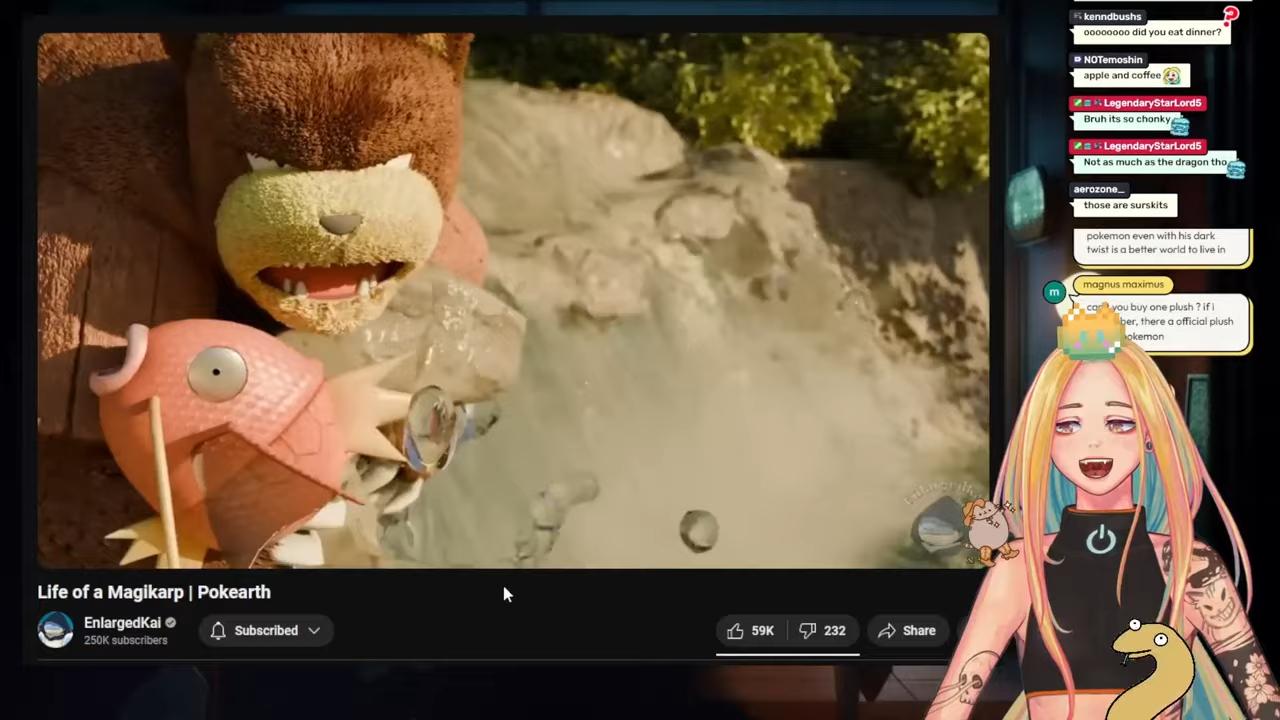 kenndbushs
oooooooo did you eat dinner?
NOTemoshin
apple and coffee
LegendaryStarLord5
Bruh its so chonky
LegendaryStarLord5
Not as much as the dragon tho
aerozone_
those are surskits
pokemon even with his dark
twist is a better world to live in
m
magnus maximus
you buy one plush ? if i
ber, there a official plush
okemon
Life of a Magikarp | Pokearth
EnlargedKai
250K subscribers
Subscribed
59K
232
Share